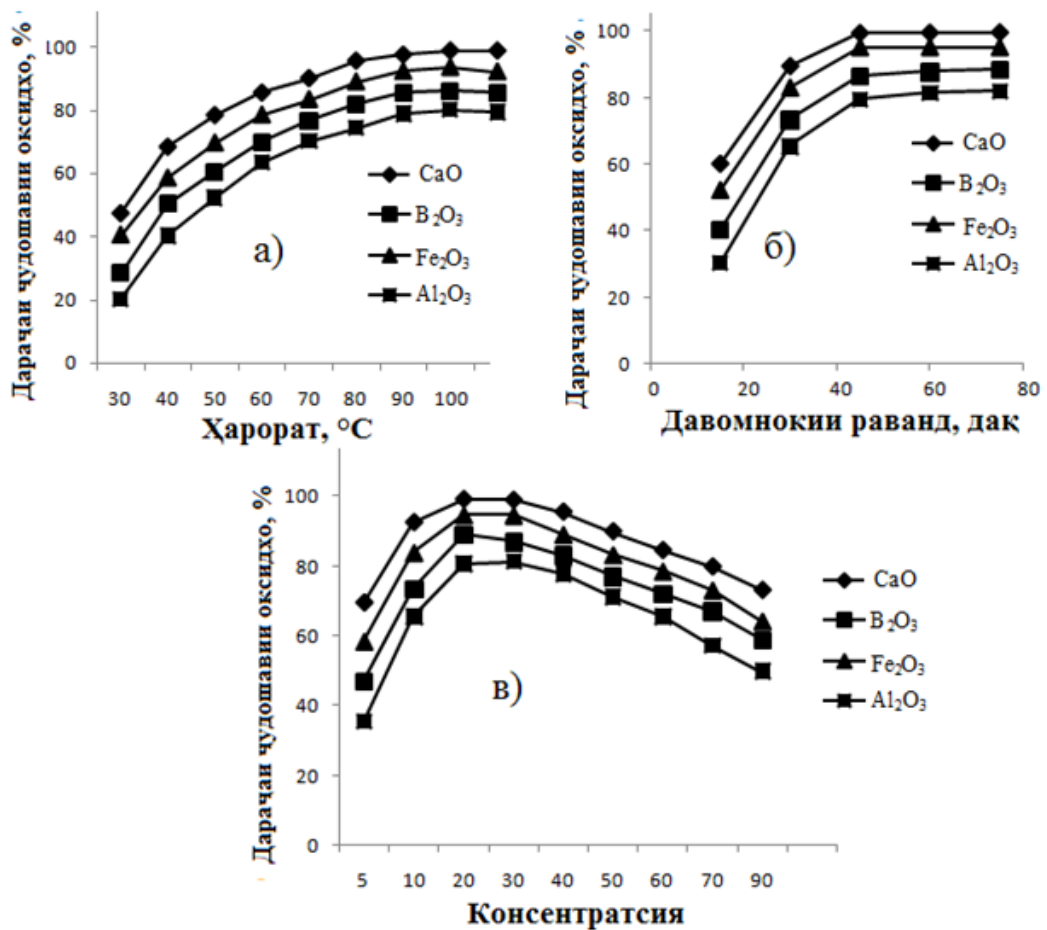 Дараҷаи ҷудошавии оксидҳо, %
100
80
60
40
20
0
CaO
B₂O₃
Fe₂O₃
Al₂O₃
а)
30 40 50 60 70 80 90 100
Ҳарорат, °С
Дараҷаи ҷудошавии оксидҳо, %
100
80
60
40
20
0
CaO
B₂O₃
Fe₂O₃
Al₂O₃
б)
0 20 40 60 80
Давомнокии раванд, дақ
Дараҷаи ҷудошавии оксидҳо, %
100
80
60
40
20
0
CaO
B₂O₃
Fe₂O₃
Al₂O₃
в)
5 10 20 30 40 50 60 70 90
Консентратсия